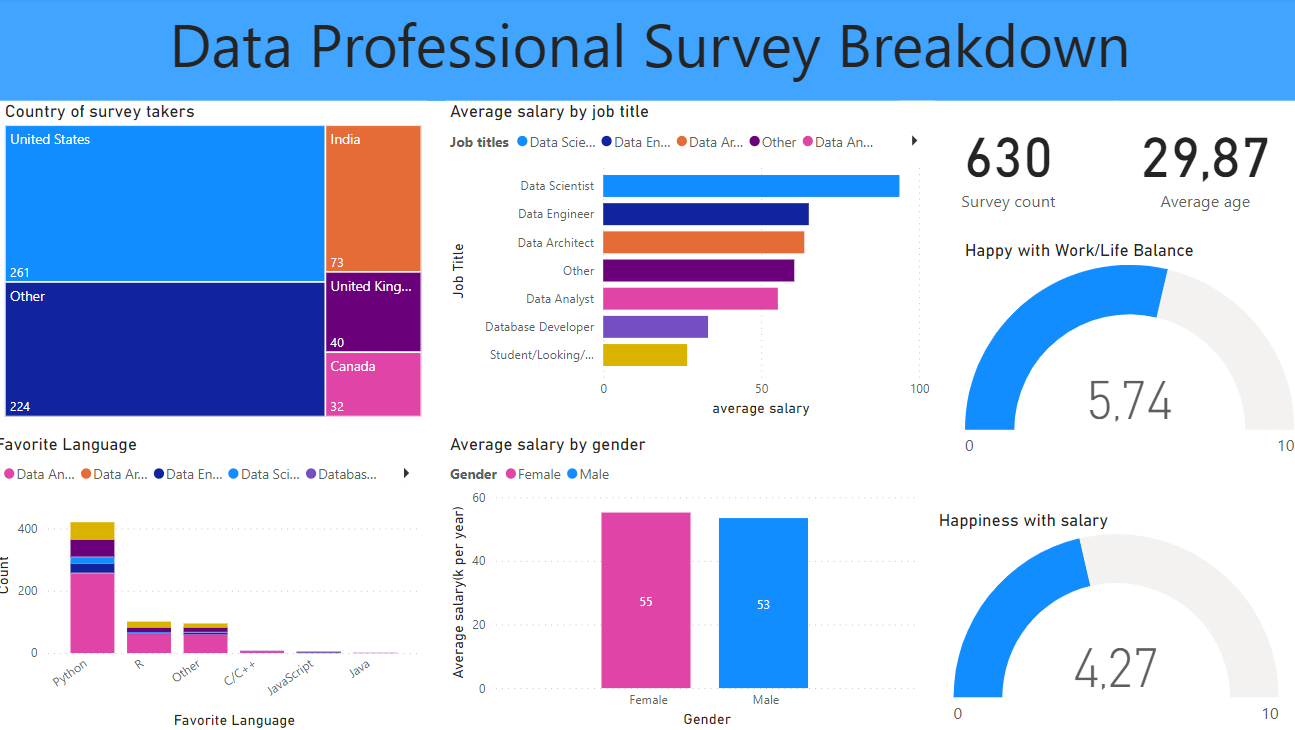 Data Professional Survey Breakdown
Country of survey takers
United States
261
Other
224
India
73
United King...
40
Canada
32
Average salary by job title
Job titles Data Scie... Data En... Data Ar... Other Data An...
Job Title
Data Scientist
Data Engineer
Data Architect
Other
Data Analyst
Database Developer
Student/Looking/...
0 50 100
average salary
630
Survey count
29,87
Average age
Happy with Work/Life Balance
5,74
0 10
Favorite Language
Data An... Data Ar... Data En... Data Sci... Databas...
Count
400
200
0
Python R Other C/C++ JavaScript Java
Favorite Language
Average salary by gender
Gender Female Male
Average salary(k per year)
60
40
20
0
55
53
Female Male
Gender
Happiness with salary
4,27
0 10